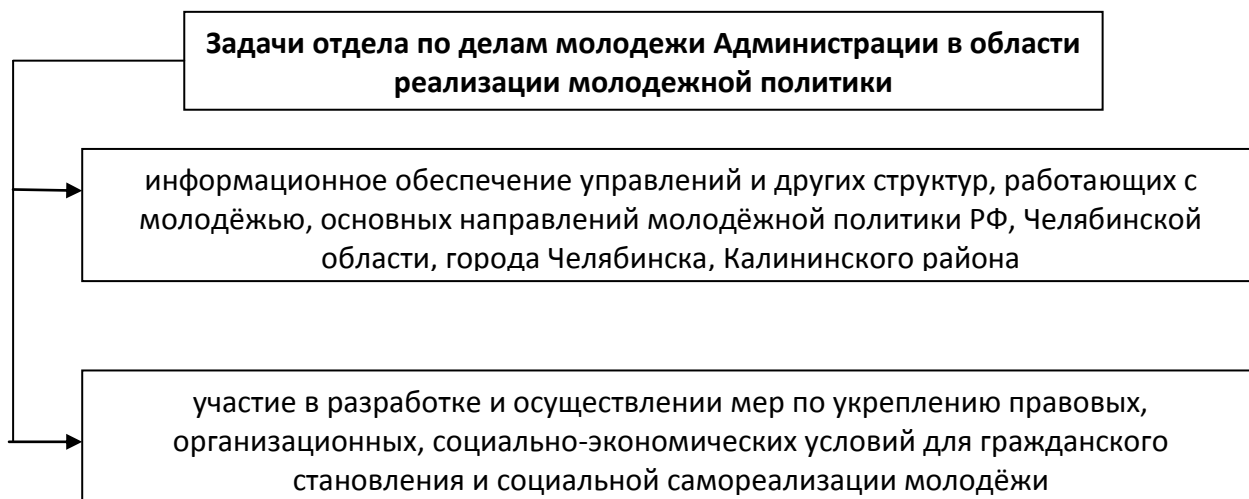 Задачи отдела по делам молодежи Администрации в области
реализации молодежной политики
информационное обеспечение управлений и других структур, работающих с
молодёжью, основных направлений молодёжной политики РФ, Челябинской
области, города Челябинска, Калининского района
участие в разработке и осуществлении мер по укреплению правовых,
организационных, социально-экономических условий для гражданского
становления и социальной самореализации молодёжи